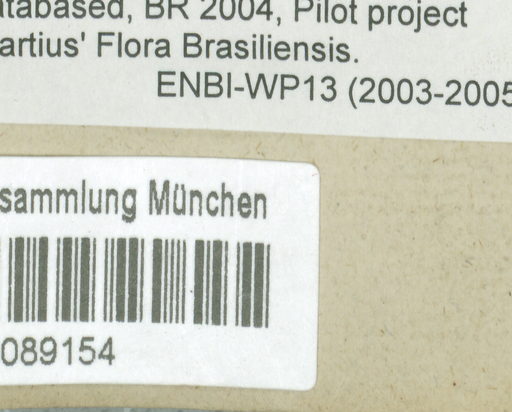 atabased, BR 2004, Pilot project
artius' Flora Brasiliensis.
ENBI-WP13 (2003-2005
sammlung München
089154